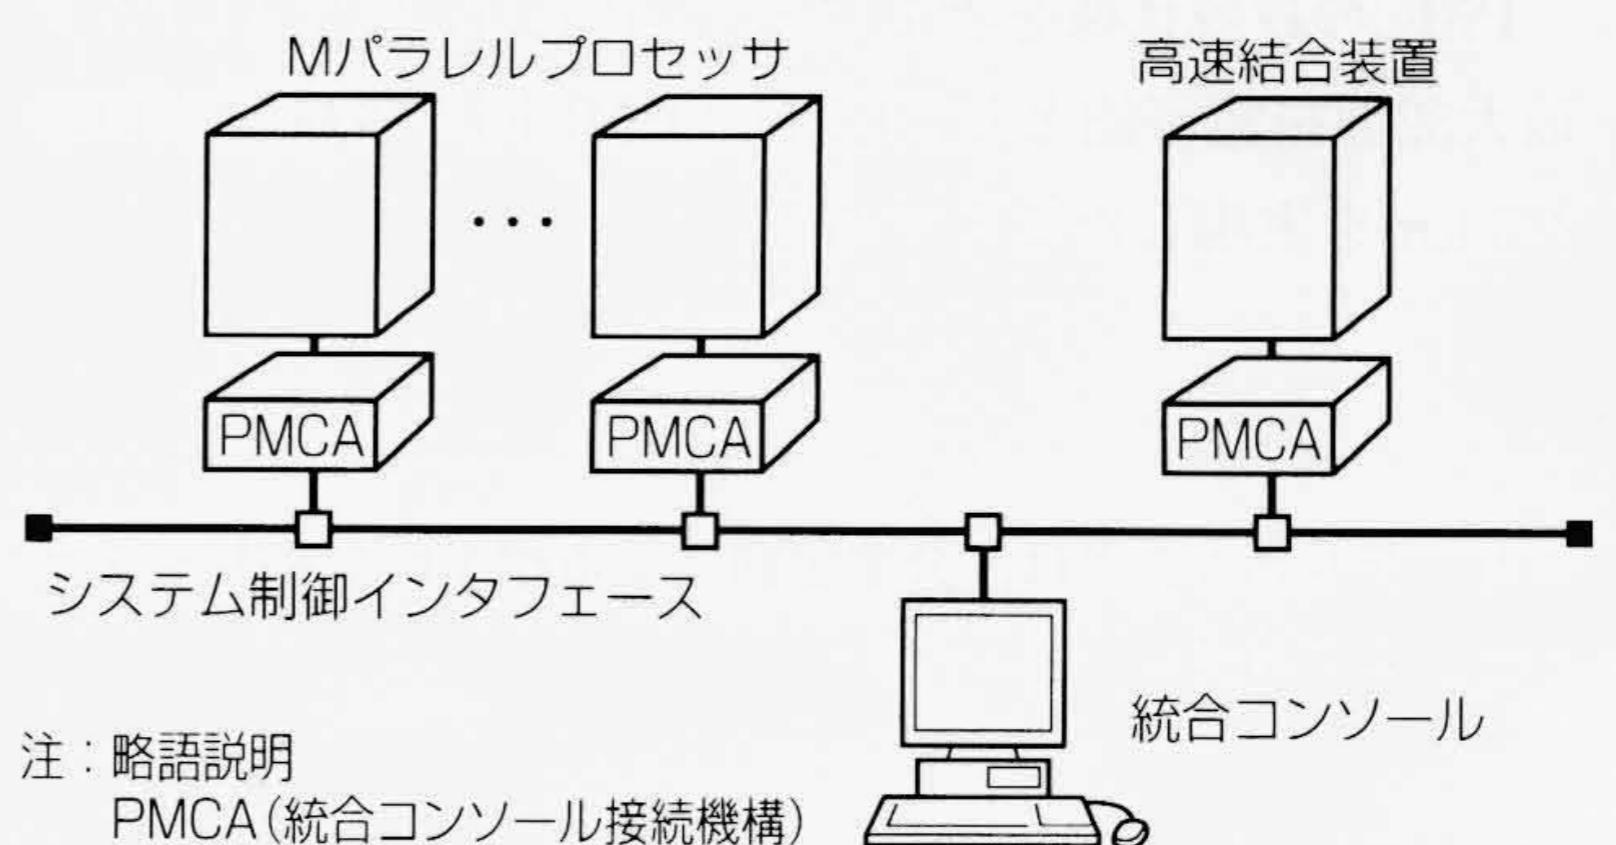 Mパラレルプロセッサ
高速結合装置
PMCA
PMCA
PMCA
システム制御インタフェース
統合コンソール
注:略語説明
PMCA(統合コンソール接続機構)